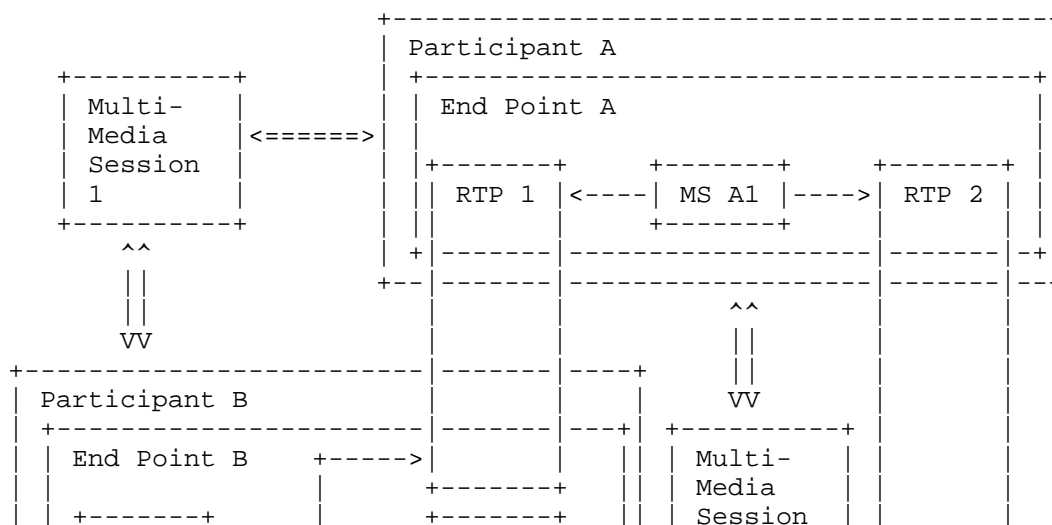 Participant A
Multi-
Media
Session
1
End Point A
<======>
RTP 1 <---- MS A1 ----> RTP 2
^^
||
||
VV
^^
||
||
VV
Participant B
End Point B
+----->
Multi-
Media
Session